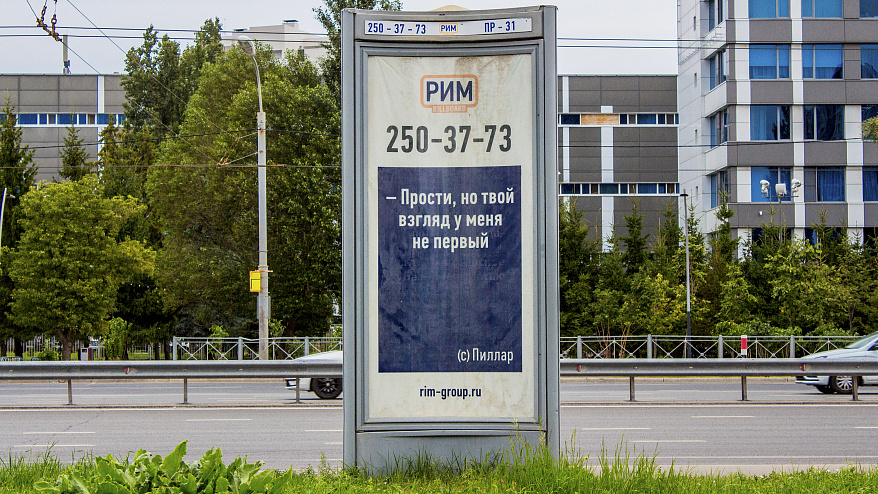 250-37-73 РИМ ПР-31
РИМ
BILLBOARD
250-37-73
– Прости, но твой
взгляд у меня
не первый
(с) Пиллар
rim-group.ru